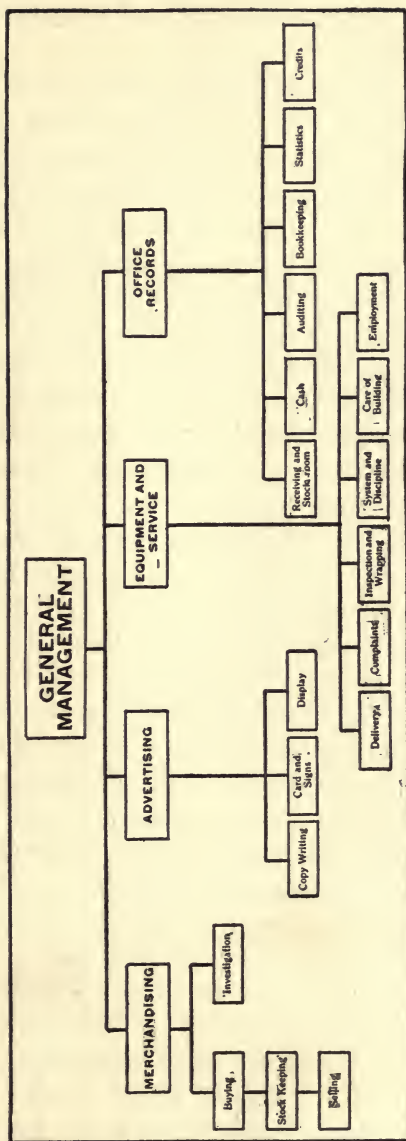 GENERAL
MANAGEMENT
MERCHANDISING
ADVERTISING
EQUIPMENT AND
SERVICE
OFFICE
RECORDS
Buying
Investigation
Stock Keeping
Selling
Copy Writing
Card and
Signs
Display
Receiving and
Stock-room
Cash
Auditing
Bookkeeping
Statistics
Credits
Delivery
Complaints
Inspection and
Wrapping
System and
Discipline
Care of
Building
Employment